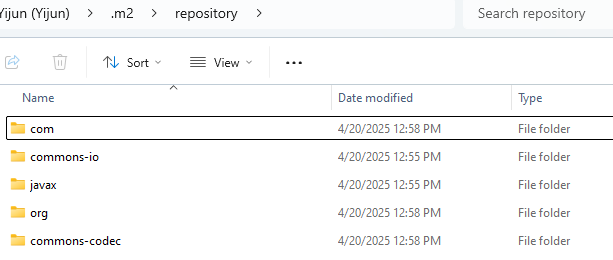 Yijun (Yijun) > .m2 > repository > Search repository
Sort View ...
Name Date modified Type
com 4/20/2025 12:58 PM File folder
commons-io 4/20/2025 12:55 PM File folder
javax 4/20/2025 12:55 PM File folder
org 4/20/2025 12:58 PM File folder
commons-codec 4/20/2025 12:55 PM File folder